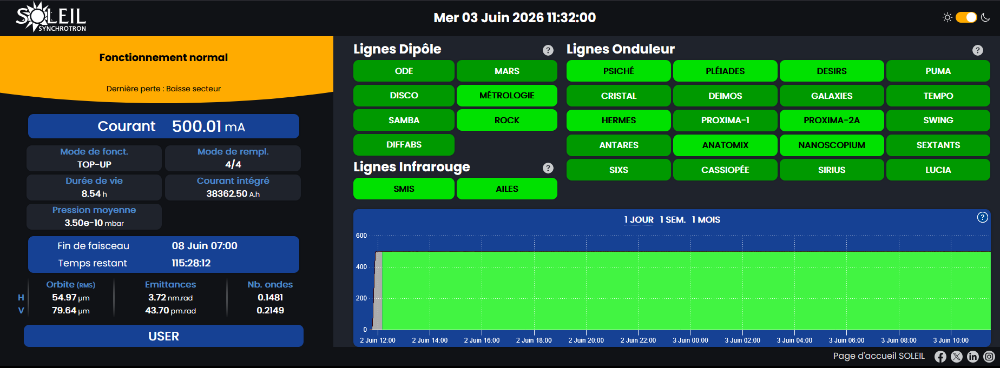 SOLEIL
SYNCHROTRON
Mer 03 Juin 2026 11:32:00
Fonctionnement normal
Dernière perte : Baisse secteur
Courant 500.01 mA
Mode de fonct. Mode de rempl.
TOP-UP 4/4
Durée de vie Courant intégré
8.54 h 38362.50 A.h
Pression moyenne
3.50e-10 mbar
Fin de faisceau 08 Juin 07:00
Temps restant 115:28:12
Orbite (RMS) Emittances Nb. ondes
H 54.97 µm 3.72 nm.rad 0.1481
V 79.64 µm 43.70 pm.rad 0.2149
USER
Lignes Dipôle ?
ODE MARS
DISCO MÉTROLOGIE
SAMBA ROCK
DIFFABS
Lignes Infrarouge ?
SMIS AILES
Lignes Onduleur ?
PSICHÉ PLÉIADES DESIRS PUMA
CRISTAL DEIMOS GALAXIES TEMPO
HERMES PROXIMA-1 PROXIMA-2A SWING
ANTARES ANATOMIX NANOSCOPIUM SEXTANTS
SIXS CASSIOPÉE SIRIUS LUCIA
1 JOUR 1 SEM. 1 MOIS ?
600
400
200
0
2 Juin 12:00 2 Juin 14:00 2 Juin 16:00 2 Juin 18:00 2 Juin 20:00 2 Juin 22:00 3 Juin 00:00 3 Juin 02:00 3 Juin 04:00 3 Juin 06:00 3 Juin 08:00 3 Juin 10:00
Page d'accueil SOLEIL